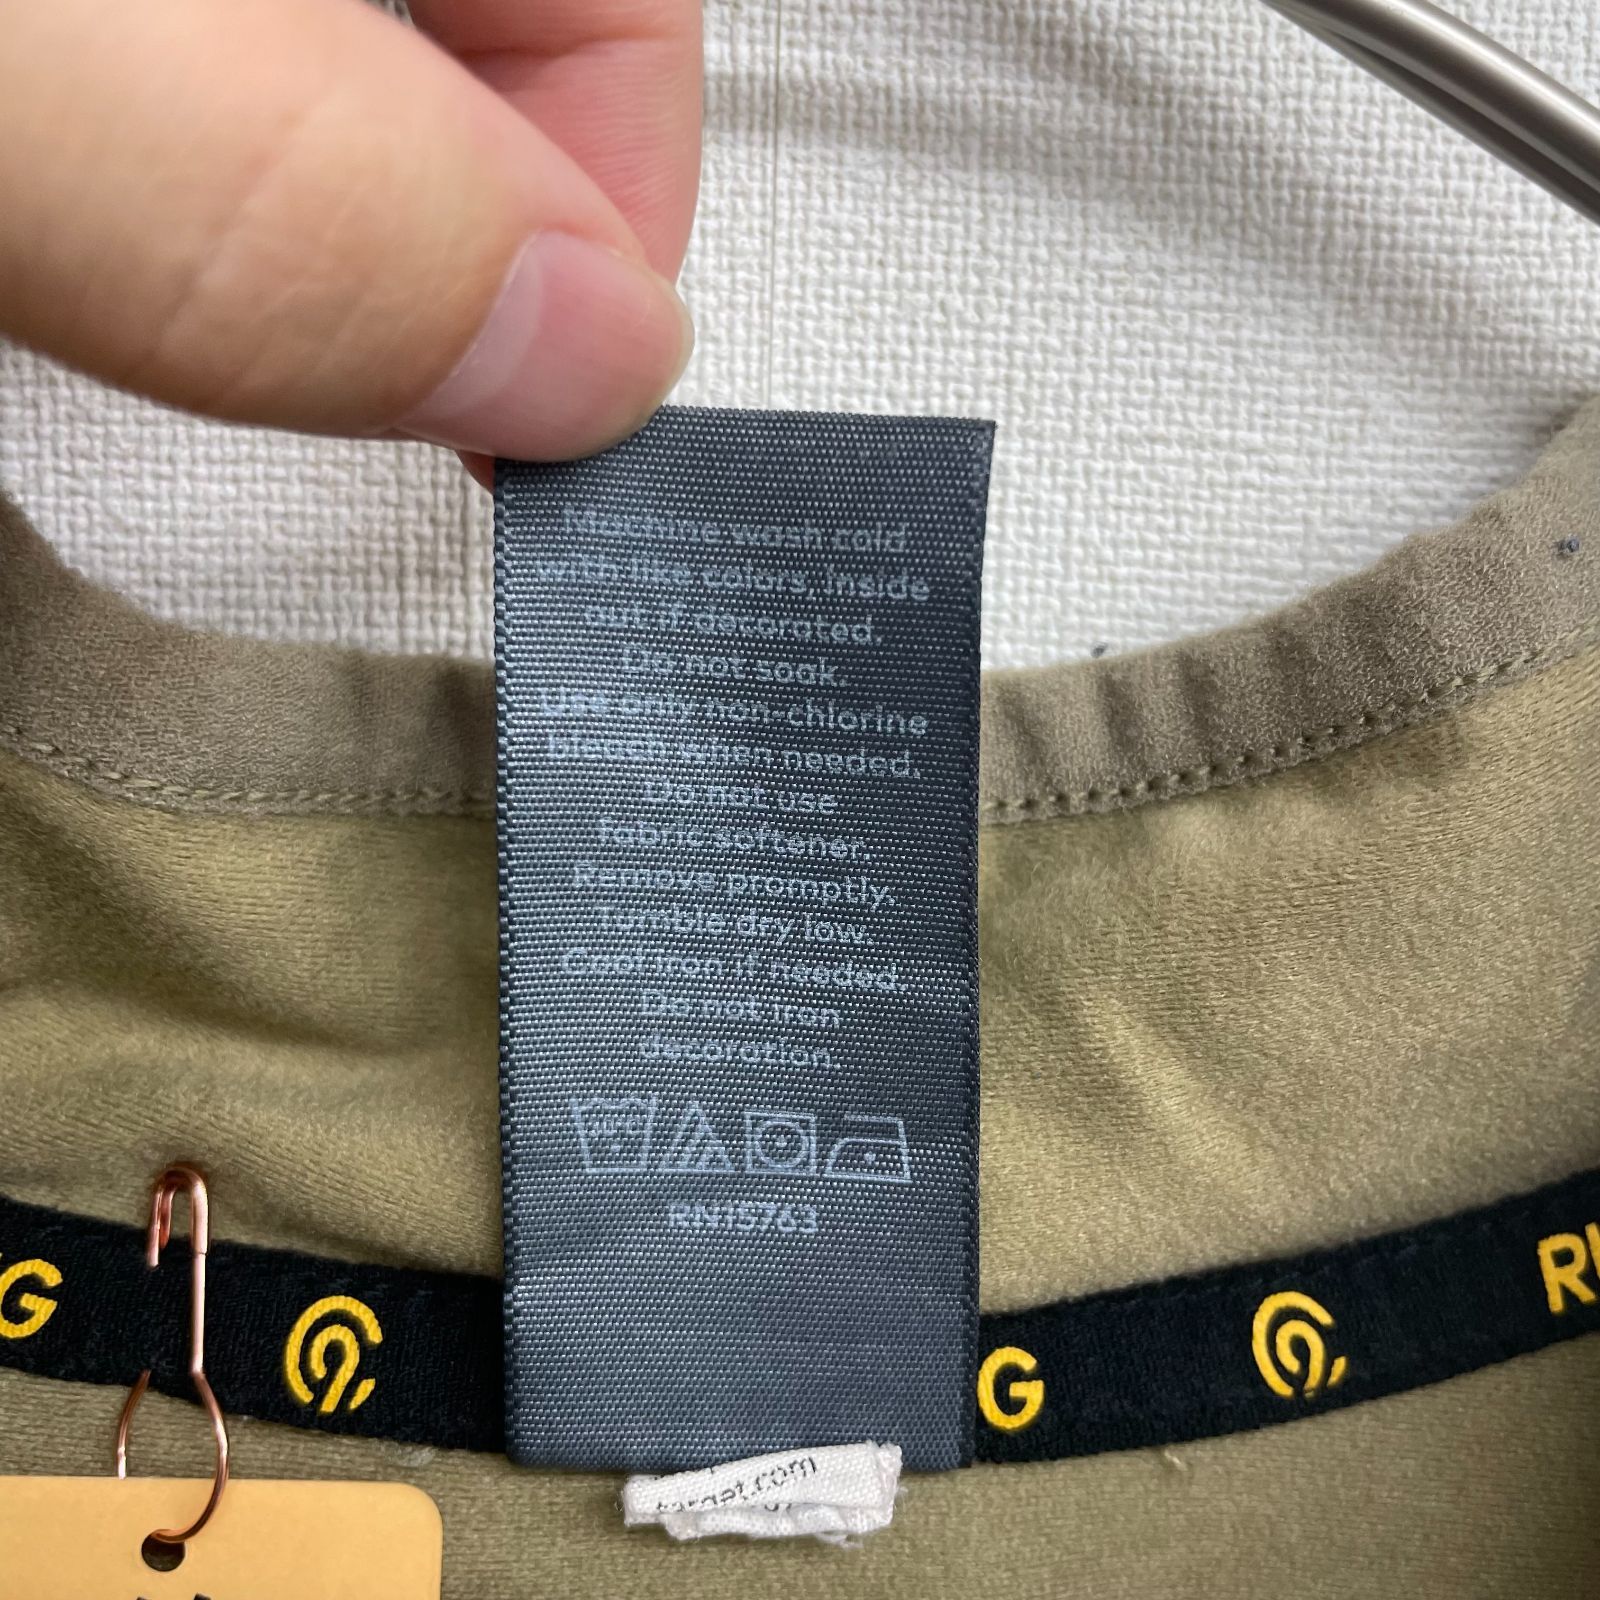 Machine wash cold
with like colors, inside
out if decorated.
Do not soak.
Use only non-chlorine
bleach when needed.
Do not use
fabric softener.
Remove promptly.
Tumble dry low.
Cool iron if needed.
Do not iron
decoration.
RN15763
G
G
target.com